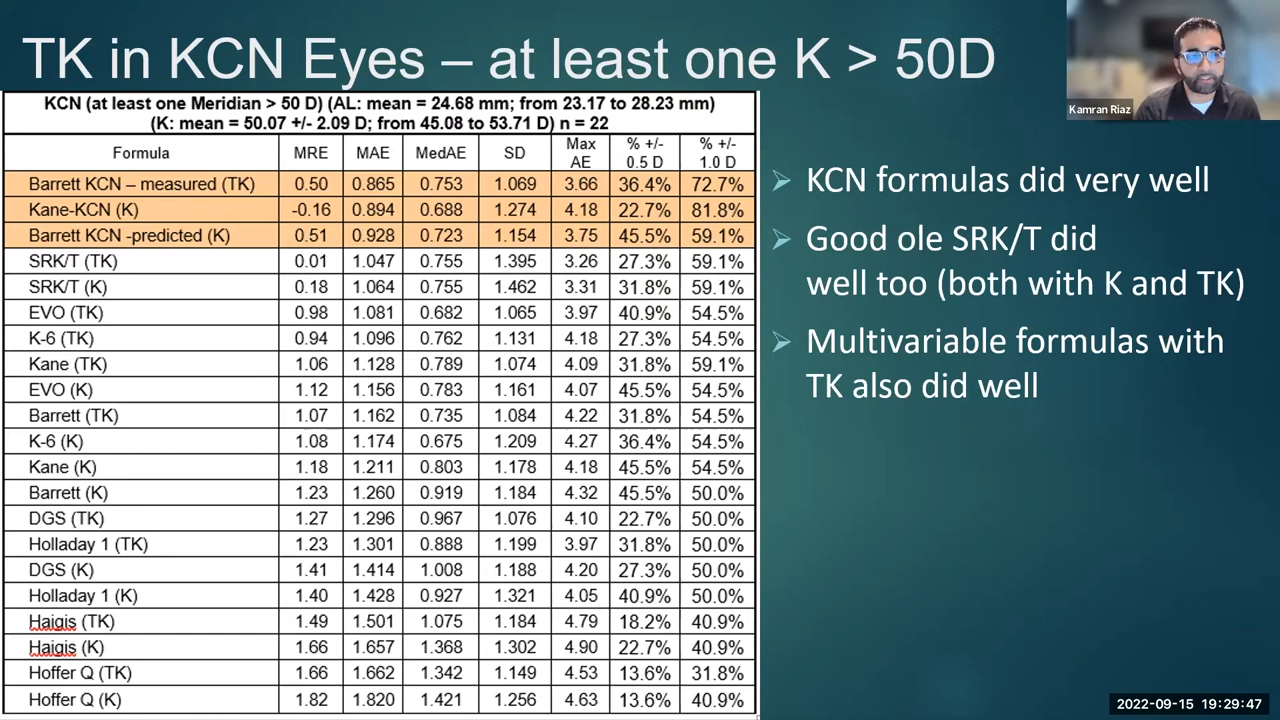 TK in KCN Eyes – at least one K > 50D
Kamran Riaz
KCN (at least one Meridian > 50 D) (AL: mean = 24.68 mm; from 23.17 to 28.23 mm)
(K: mean = 50.07 +/- 2.09 D; from 45.08 to 53.71 D) n = 22
Formula MRE MAE MedAE SD Max AE % +/- 0.5 D % +/- 1.0 D
Barrett KCN – measured (TK) 0.50 0.865 0.753 1.069 3.66 36.4% 72.7%
Kane-KCN (K) -0.16 0.894 0.688 1.274 4.18 22.7% 81.8%
Barrett KCN -predicted (K) 0.51 0.928 0.723 1.154 3.75 45.5% 59.1%
SRK/T (TK) 0.01 1.047 0.755 1.395 3.26 27.3% 59.1%
SRK/T (K) 0.18 1.064 0.755 1.462 3.31 31.8% 59.1%
EVO (TK) 0.98 1.081 0.682 1.065 3.97 40.9% 54.5%
K-6 (TK) 0.94 1.096 0.762 1.131 4.18 27.3% 54.5%
Kane (TK) 1.06 1.128 0.789 1.074 4.09 31.8% 59.1%
EVO (K) 1.12 1.156 0.783 1.161 4.07 45.5% 54.5%
Barrett (TK) 1.07 1.162 0.735 1.084 4.22 31.8% 54.5%
K-6 (K) 1.08 1.174 0.675 1.209 4.27 36.4% 54.5%
Kane (K) 1.18 1.211 0.803 1.178 4.18 45.5% 54.5%
Barrett (K) 1.23 1.260 0.919 1.184 4.32 45.5% 50.0%
DGS (TK) 1.27 1.296 0.967 1.076 4.10 22.7% 50.0%
Holladay 1 (TK) 1.23 1.301 0.888 1.199 3.97 31.8% 50.0%
DGS (K) 1.41 1.414 1.008 1.188 4.20 27.3% 50.0%
Holladay 1 (K) 1.40 1.428 0.927 1.321 4.05 40.9% 50.0%
Haigis (TK) 1.49 1.501 1.075 1.184 4.79 18.2% 40.9%
Haigis (K) 1.66 1.657 1.368 1.302 4.90 22.7% 40.9%
Hoffer Q (TK) 1.66 1.662 1.342 1.149 4.53 13.6% 31.8%
Hoffer Q (K) 1.82 1.820 1.421 1.256 4.63 13.6% 40.9%
KCN formulas did very well
Good ole SRK/T did
well too (both with K and TK)
Multivariable formulas with
TK also did well
2022-09-15 19:29:47